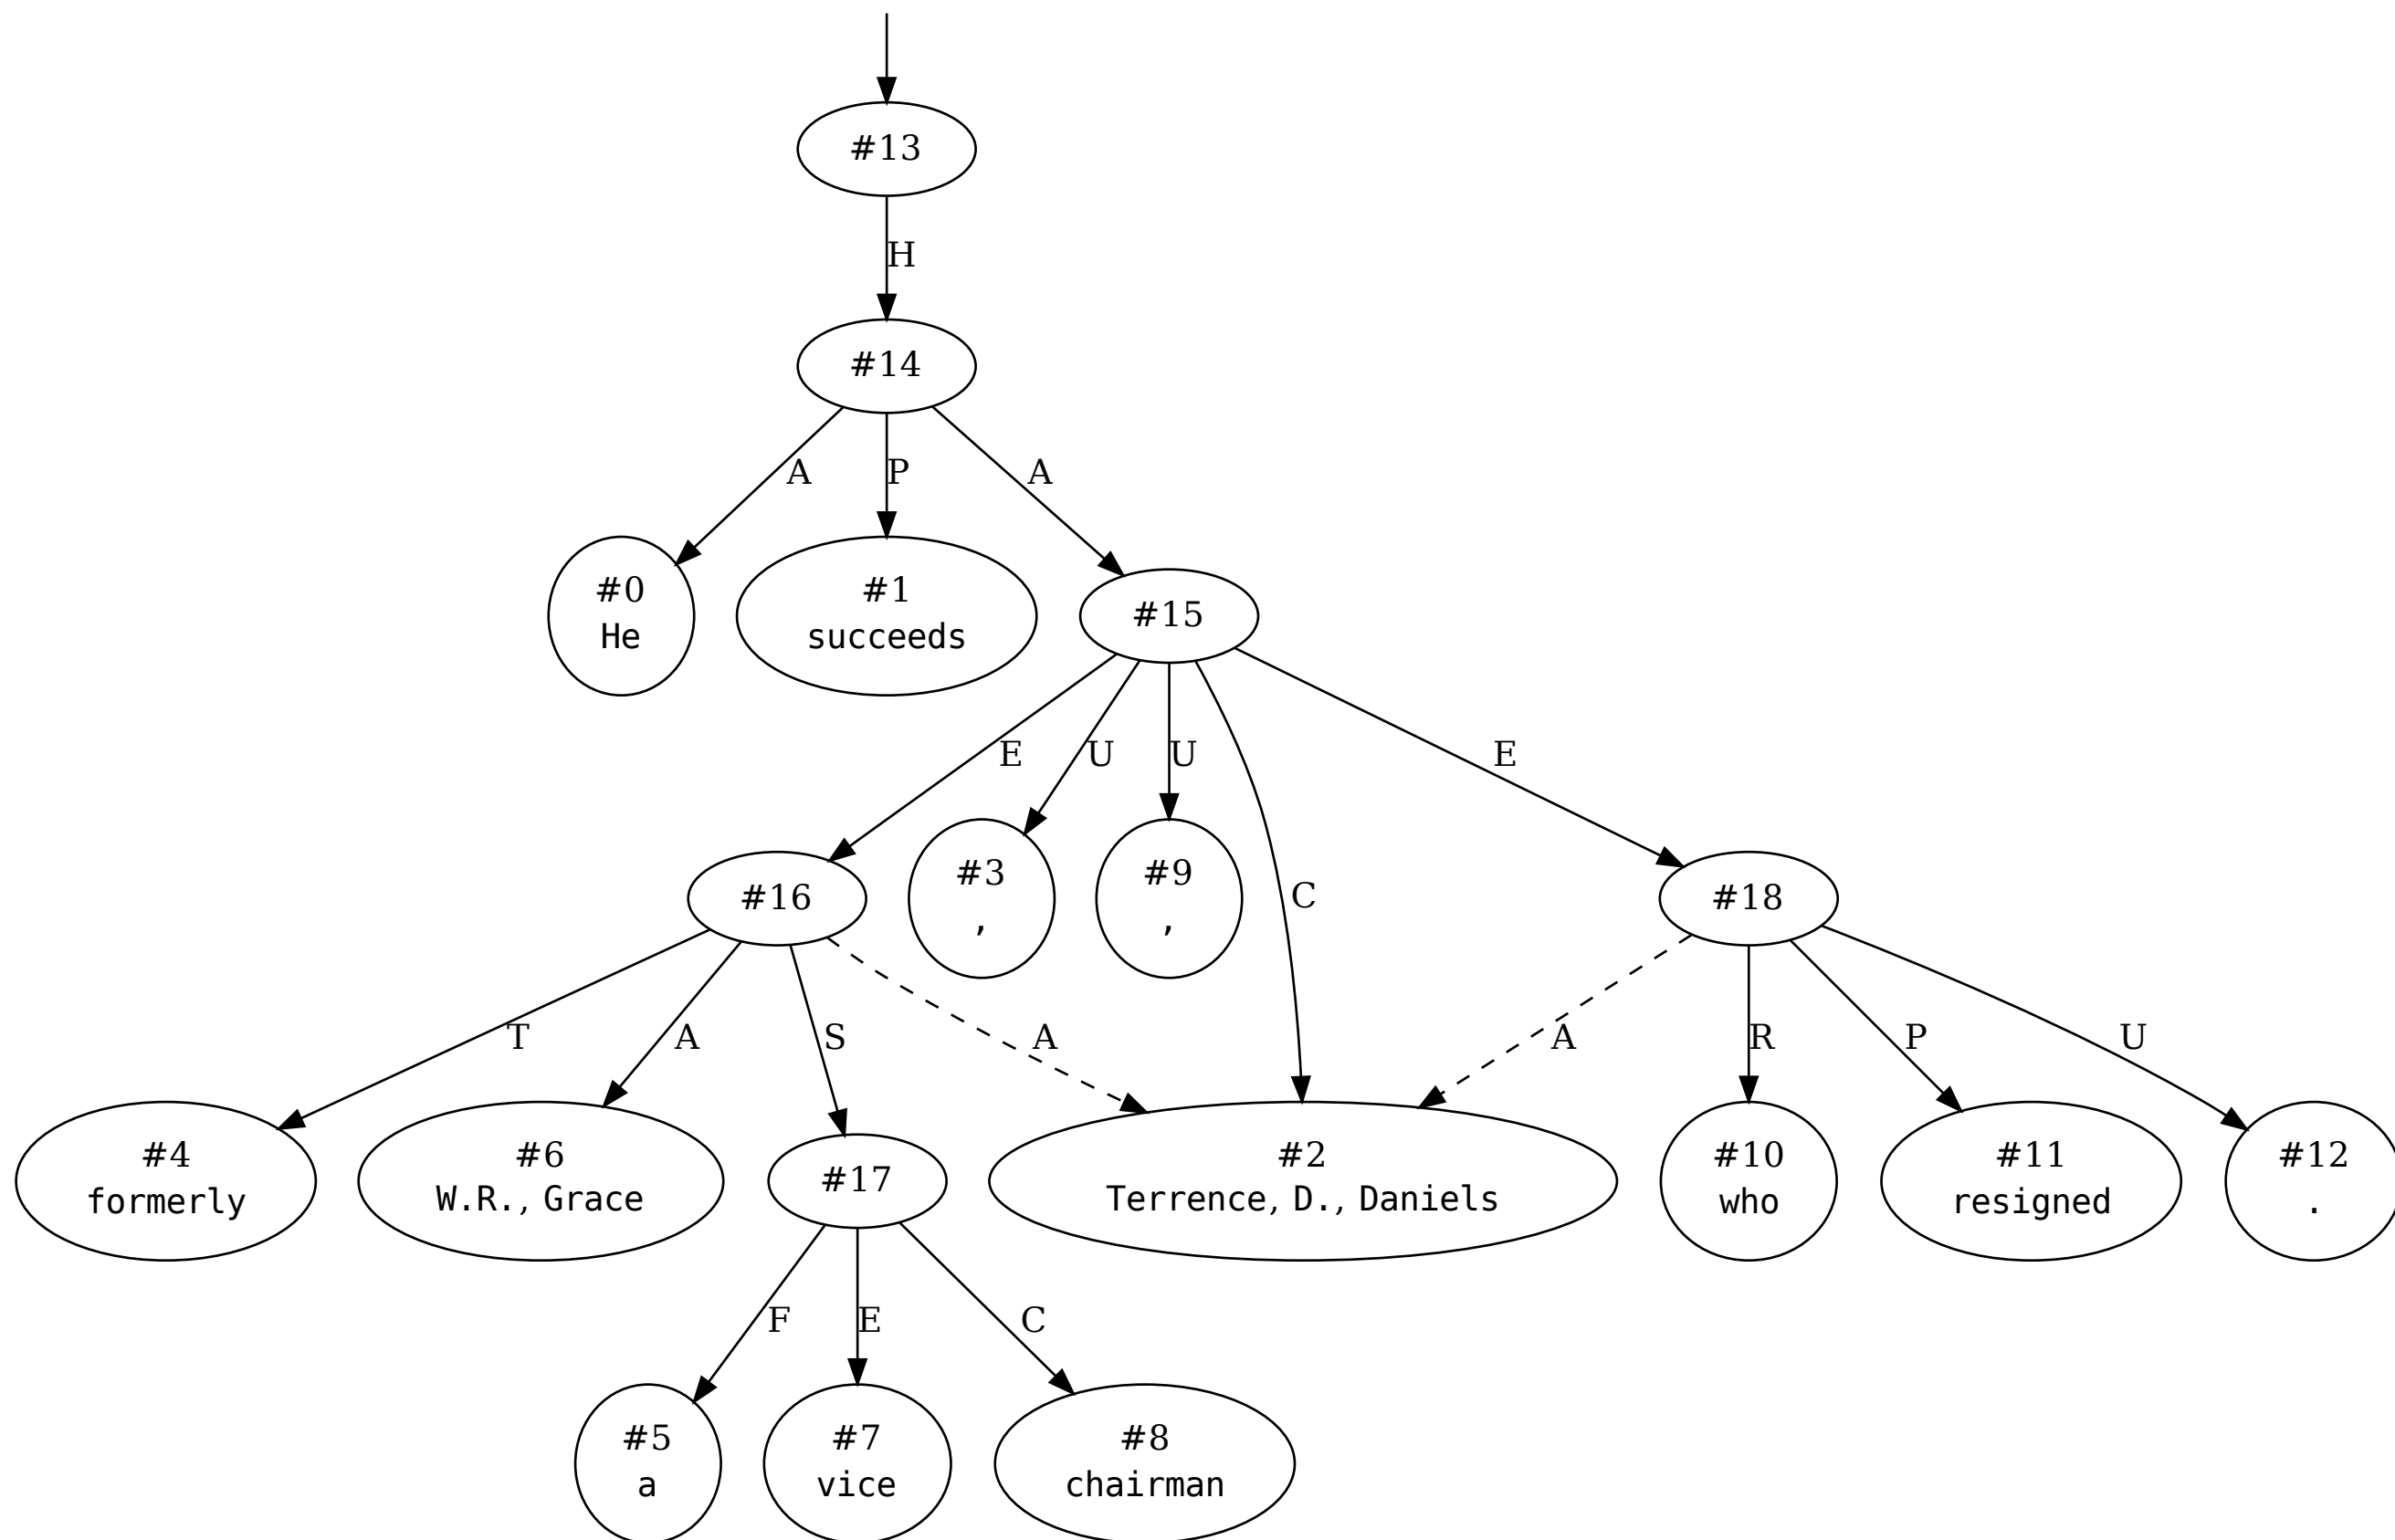 #13
H
#14
A P A
#0
He
#1
succeeds
#15
E U U E
C
#16
#3
,
#9
,
#18
T A S A A R P U
#4
formerly
#6
W.R., Grace
#17
#2
Terrence, D., Daniels
#10
who
#11
resigned
#12
.
F E C
#5
a
#7
vice
#8
chairman